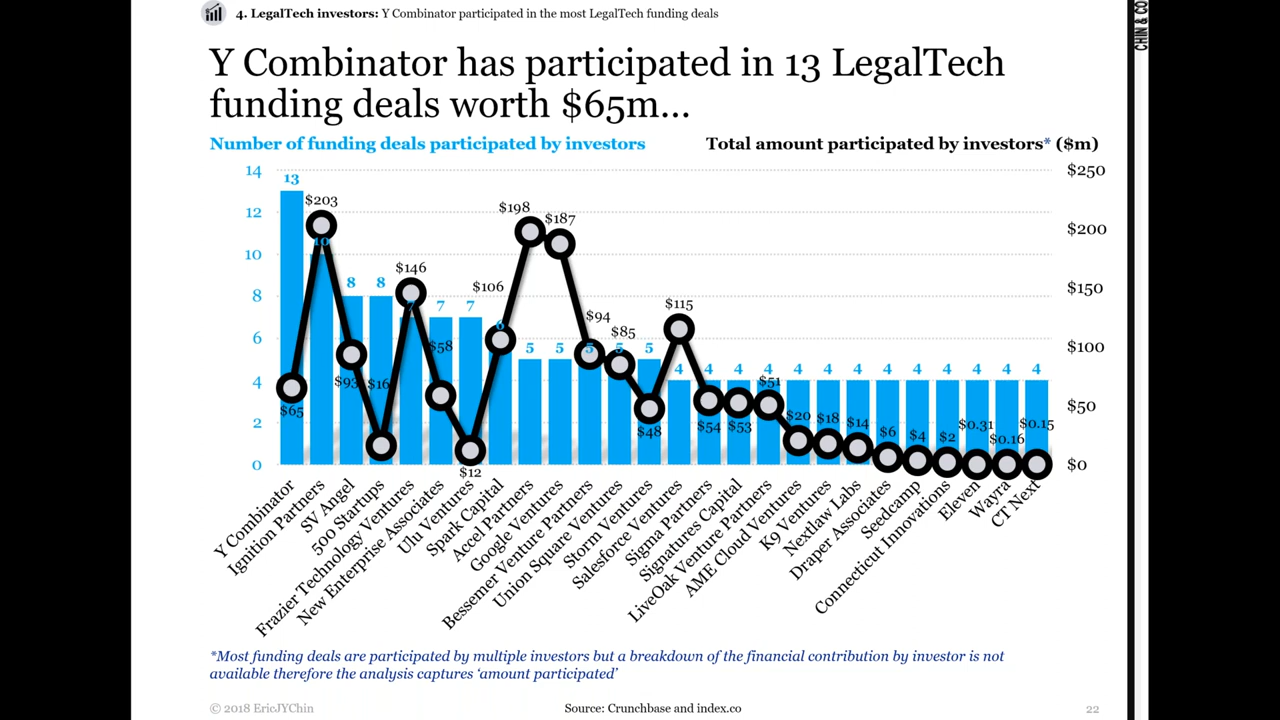 4. LegalTech investors: Y Combinator participated in the most LegalTech funding deals
CHIN & CO
Y Combinator has participated in 13 LegalTech
funding deals worth $65m...
Number of funding deals participated by investors
Total amount participated by investors* ($m)
14
12
10
8
6
4
2
0
$250
$200
$150
$100
$50
$0
13
10
8
8
7
7
7
6
5
5
5
5
5
4
4
4
4
4
4
4
4
4
4
4
4
4
$65
$203
$93
$16
$146
$58
$12
$106
$198
$187
$94
$85
$48
$115
$54
$53
$51
$20
$18
$14
$6
$4
$2
$0.31
$0.16
$0.15
Y Combinator
Ignition Partners
SV Angel
500 Startups
Frazier Technology Ventures
New Enterprise Associates
Ulu Ventures
Spark Capital
Accel Partners
Google Ventures
Bessemer Venture Partners
Union Square Ventures
Storm Ventures
Salesforce Ventures
Sigma Partners
Signatures Capital
LiveOak Venture Partners
AME Cloud Ventures
K9 Ventures
Nextlaw Labs
Draper Associates
Seedcamp
Connecticut Innovations
Eleven
Wayra
CT Next
*Most funding deals are participated by multiple investors but a breakdown of the financial contribution by investor is not
available therefore the analysis captures ‘amount participated’
© 2018 EricJYChin
Source: Crunchbase and index.co
22